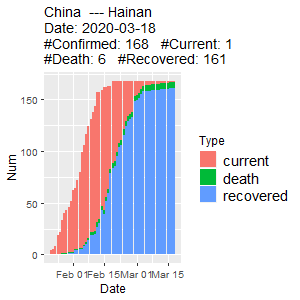 China  --- Hainan
Date: 2020-03-18
#Confirmed: 168   #Current: 1
#Death: 6   #Recovered: 161
Num
150
100
50
0
Feb 01 Feb 15 Mar 01 Mar 15
Date
Type
current
death
recovered